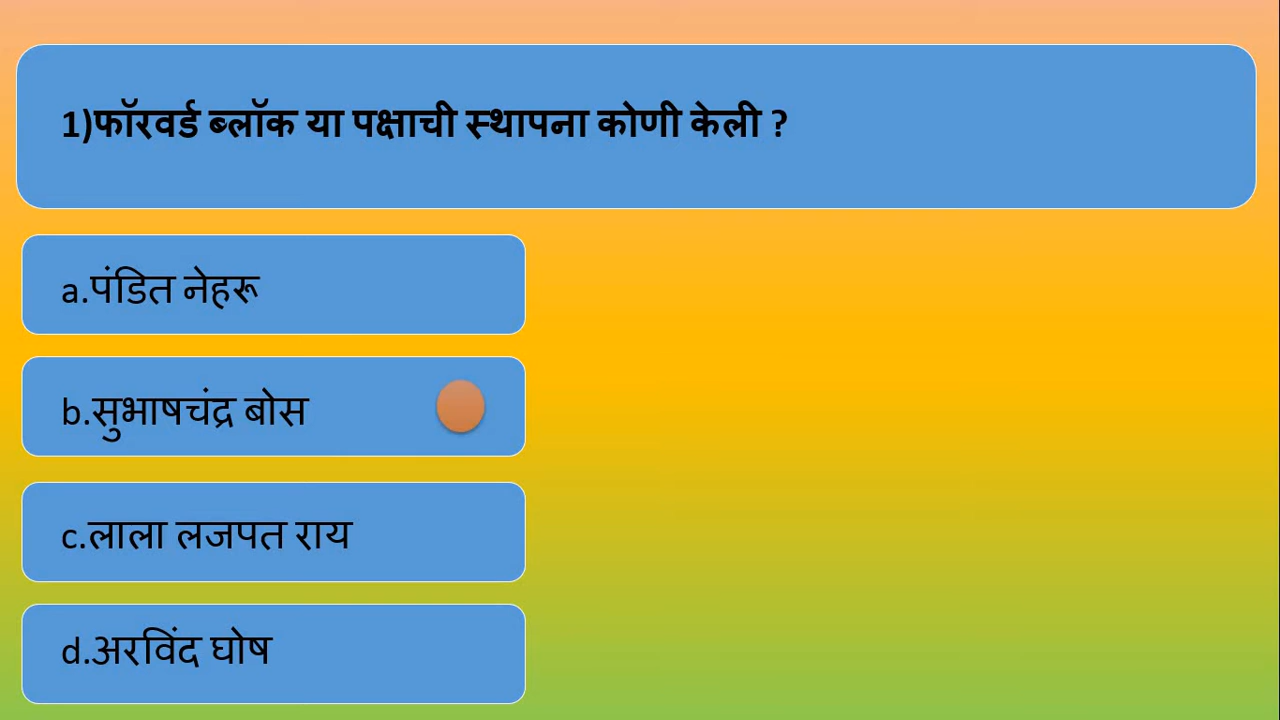 1)फॉरवर्ड ब्लॉक या पक्षाची स्थापना कोणी केली ?
a.पंडित नेहरू
b.सुभाषचंद्र बोस
c.लाला लजपत राय
d.अरविंद घोष